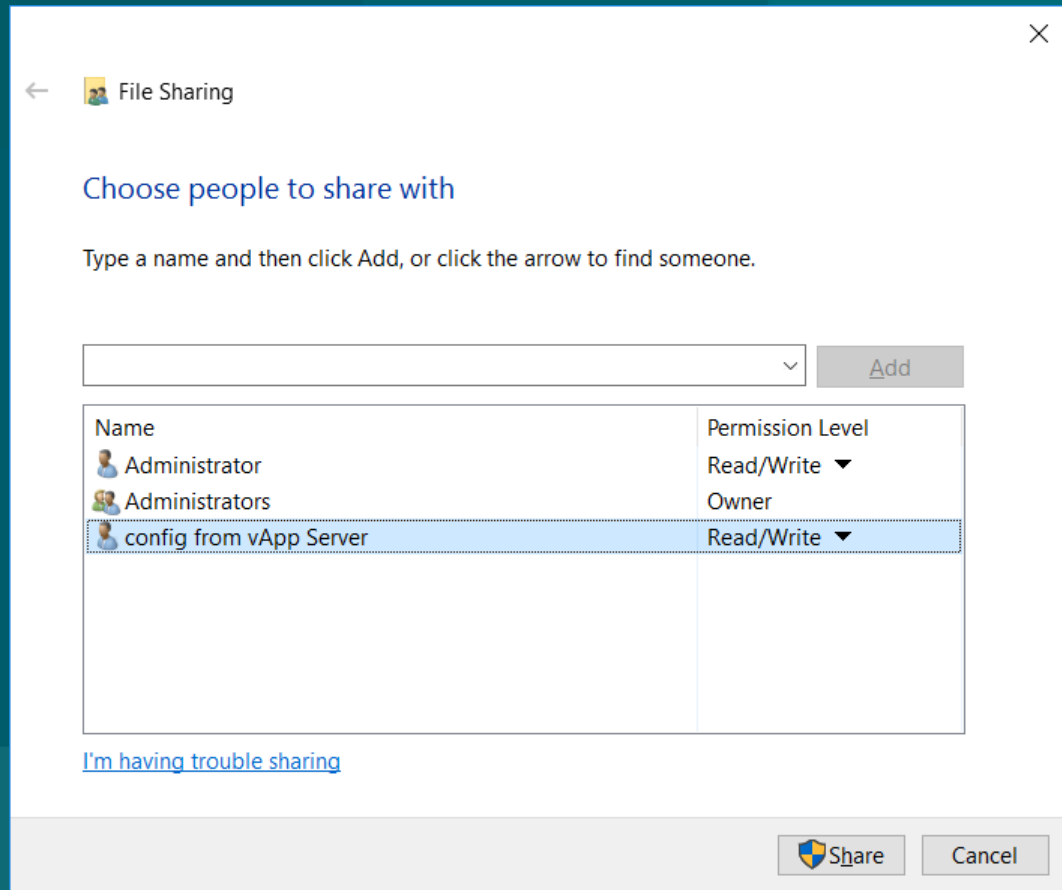 File Sharing
Choose people to share with
Type a name and then click Add, or click the arrow to find someone.
Add
Name Permission Level
Administrator Read/Write
Administrators Owner
config from vApp Server Read/Write
I'm having trouble sharing
Share Cancel